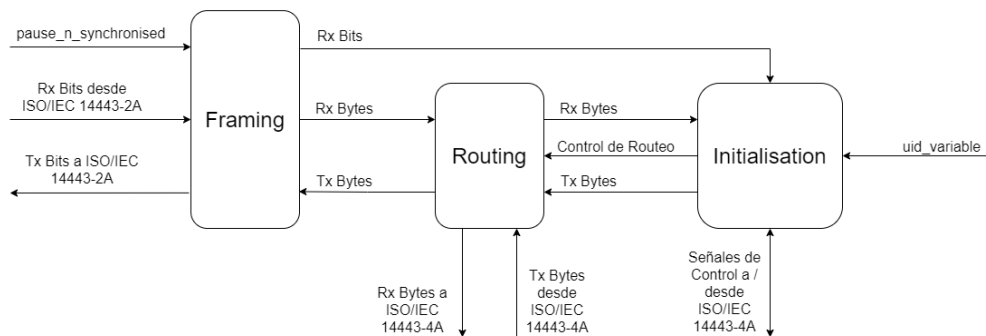 pause_n_synchronised
Rx Bits
Rx Bits desde
ISO/IEC 14443-2A
Rx Bytes
Rx Bytes
Framing
Routing
Initialisation
Control de Routeo
uid_variable
Tx Bits a ISO/IEC
14443-2A
Tx Bytes
Tx Bytes
Rx Bytes a
ISO/IEC
14443-4A
Tx Bytes
desde
ISO/IEC
14443-4A
Señales de
Control a /
desde
ISO/IEC
14443-4A